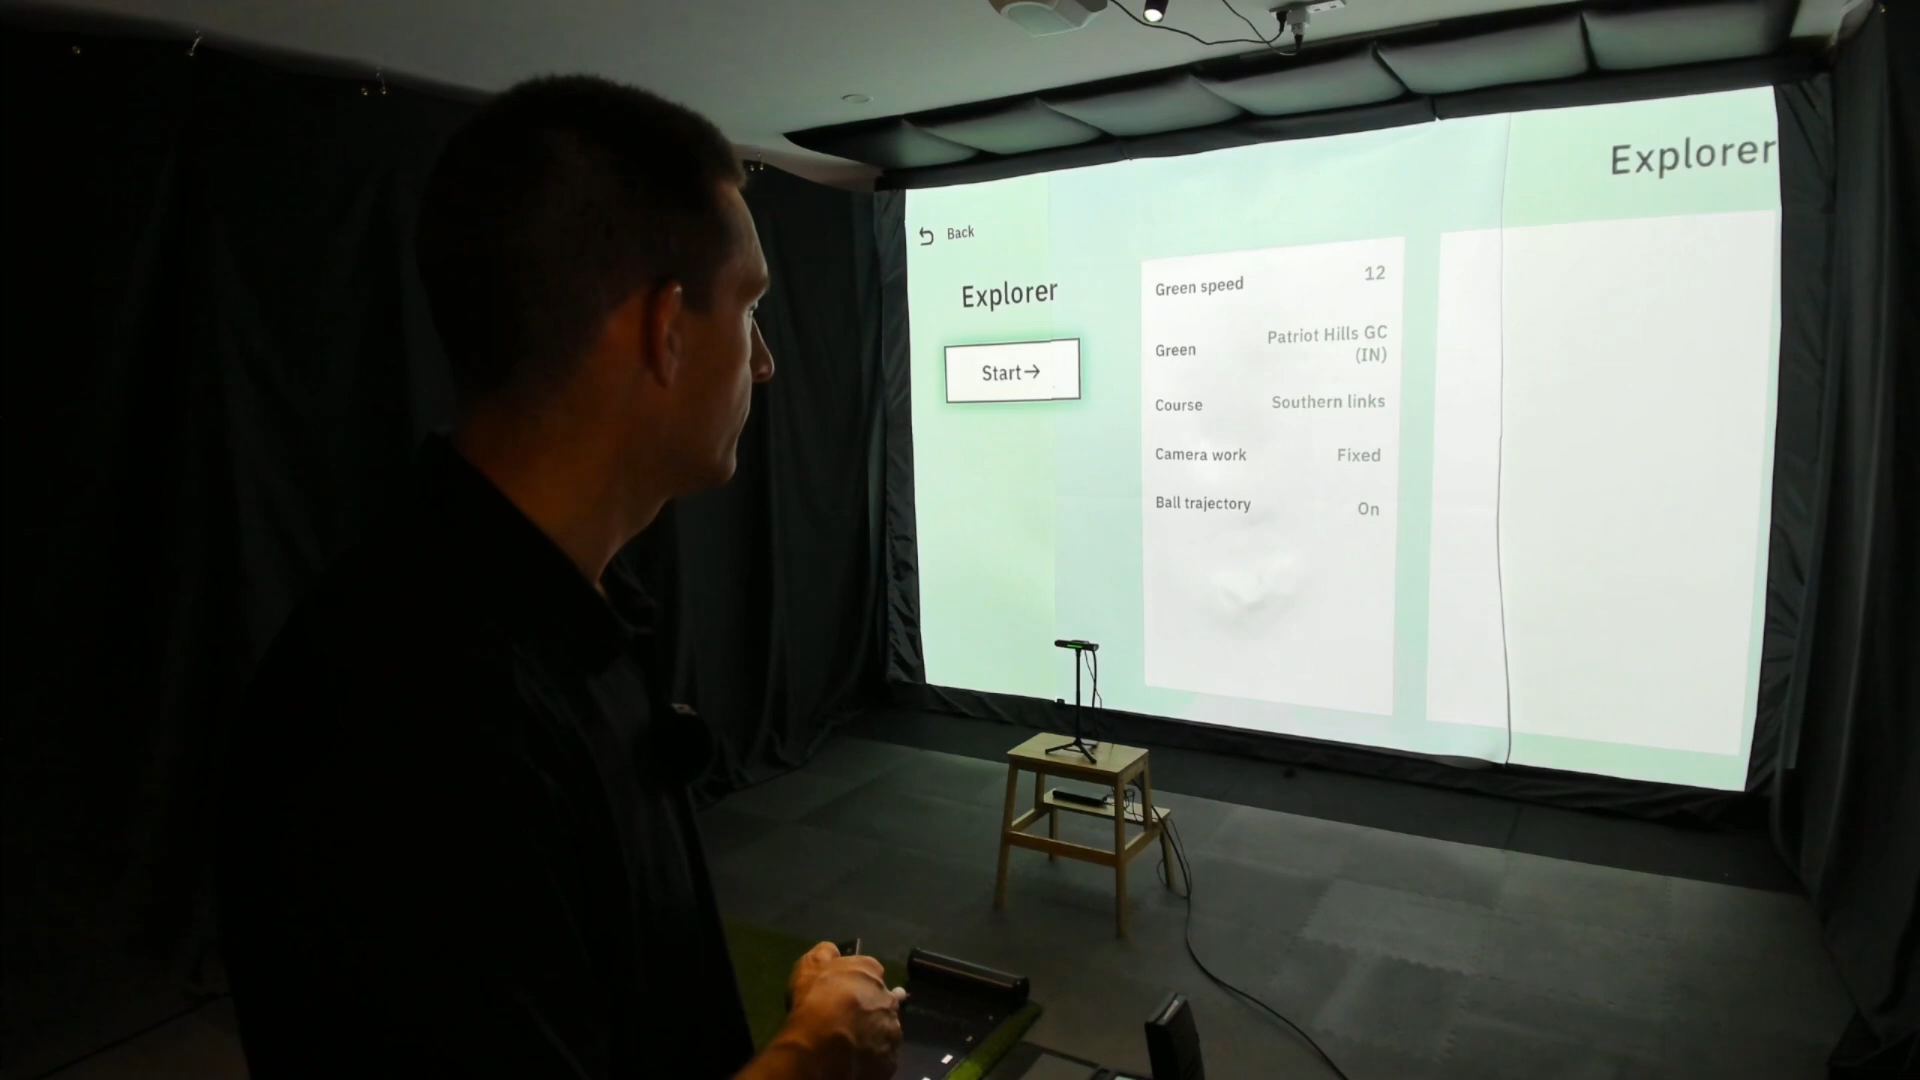 Back
Explorer
Start→
Green speed 12
Green Patriot Hills GC
(IN)
Course Southern links
Camera work Fixed
Ball trajectory On
Explorer